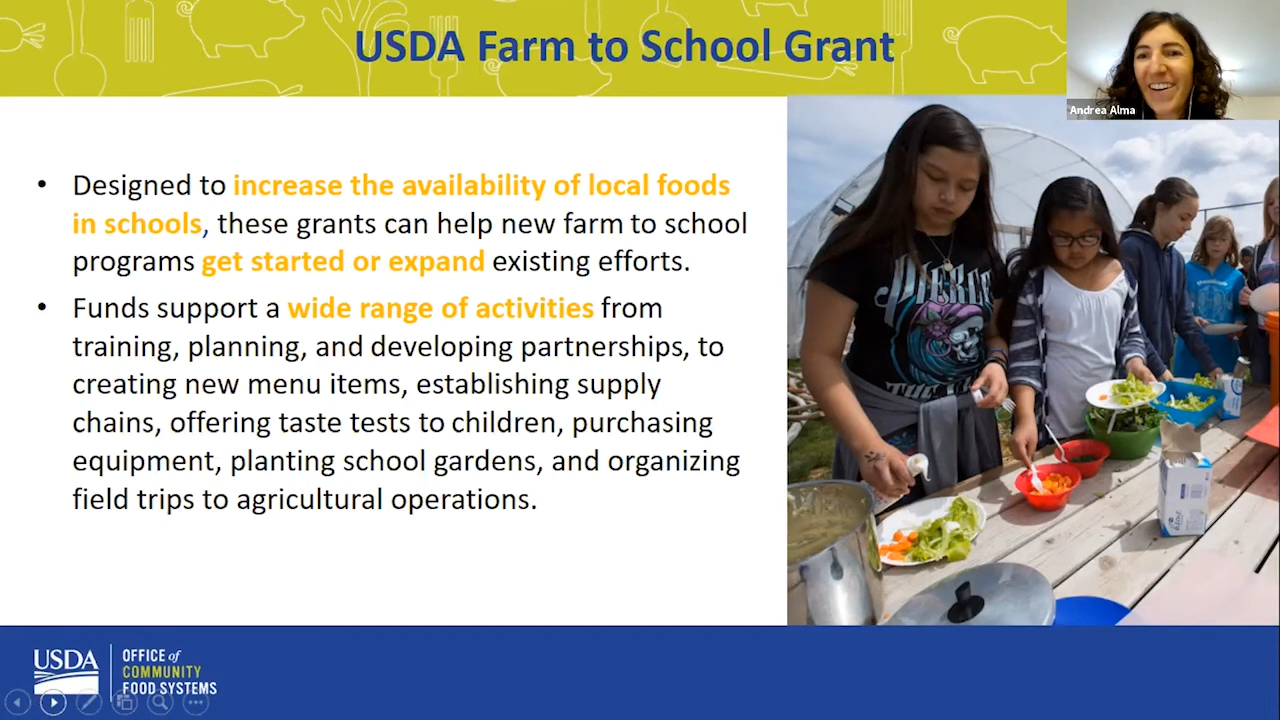 USDA Farm to School Grant
Andrea Alma
• Designed to increase the availability of local foods
in schools, these grants can help new farm to school
programs get started or expand existing efforts.
• Funds support a wide range of activities from
training, planning, and developing partnerships, to
creating new menu items, establishing supply
chains, offering taste tests to children, purchasing
equipment, planting school gardens, and organizing
field trips to agricultural operations.
PIERCE
THE
USDA
OFFICE of
COMMUNITY
FOOD SYSTEMS